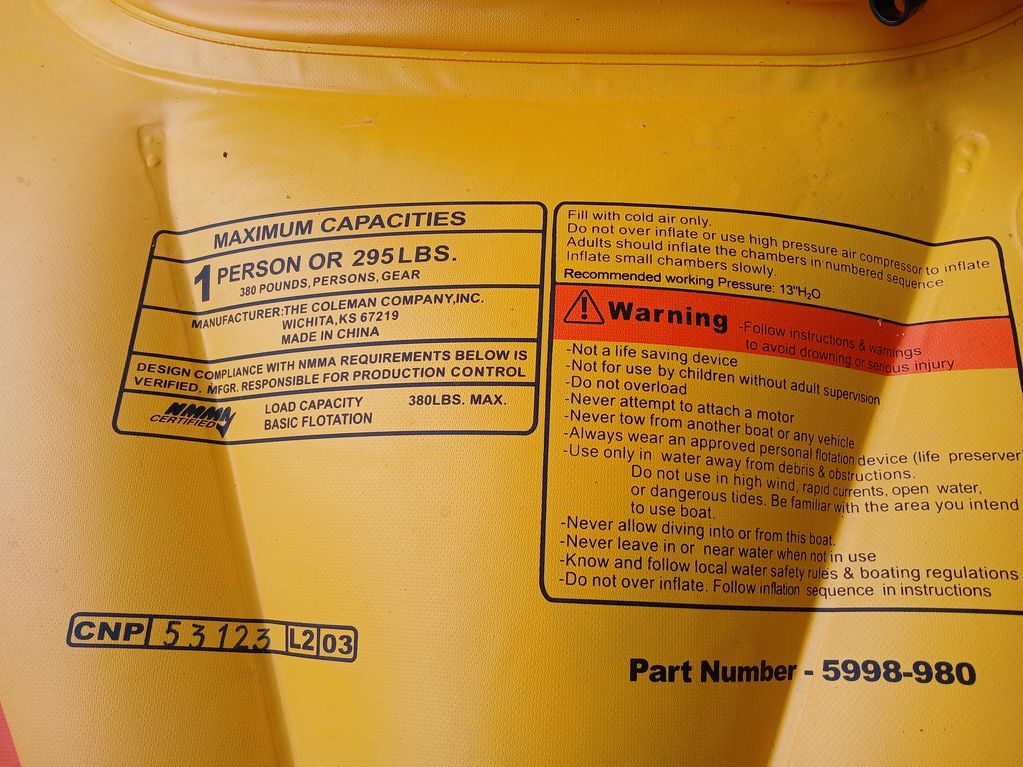 MAXIMUM CAPACITIES
1 PERSON OR 295LBS.
380 POUNDS, PERSONS, GEAR
MANUFACTURER:THE COLEMAN COMPANY,INC.
WICHITA,KS 67219
MADE IN CHINA
DESIGN COMPLIANCE WITH NMMA REQUIREMENTS BELOW IS
VERIFIED. MFGR. RESPONSIBLE FOR PRODUCTION CONTROL
NMMA
CERTIFIED
LOAD CAPACITY 380LBS. MAX.
BASIC FLOTATION
Fill with cold air only.
Do not over inflate or use high pressure air compressor to inflate.
Adults should inflate the chambers in numbered sequence.
Inflate small chambers slowly.
Recommended working Pressure: 13"H₂O
Warning -Follow instructions & warnings
to avoid drowning or serious injury
-Not a life saving device
-Not for use by children without adult supervision
-Do not overload
-Never attempt to attach a motor
-Never tow from another boat or any vehicle
-Always wear an approved personal flotation device (life preserver
-Use only in water away from debris & obstructions.
Do not use in high wind, rapid currents, open water,
or dangerous tides. Be familiar with the area you intend
to use boat.
-Never allow diving into or from this boat.
-Never leave in or near water when not in use
-Know and follow local water safety rules & boating regulations
-Do not over inflate. Follow inflation sequence in instructions
CNP 53123 L2 03
Part Number - 5998-980